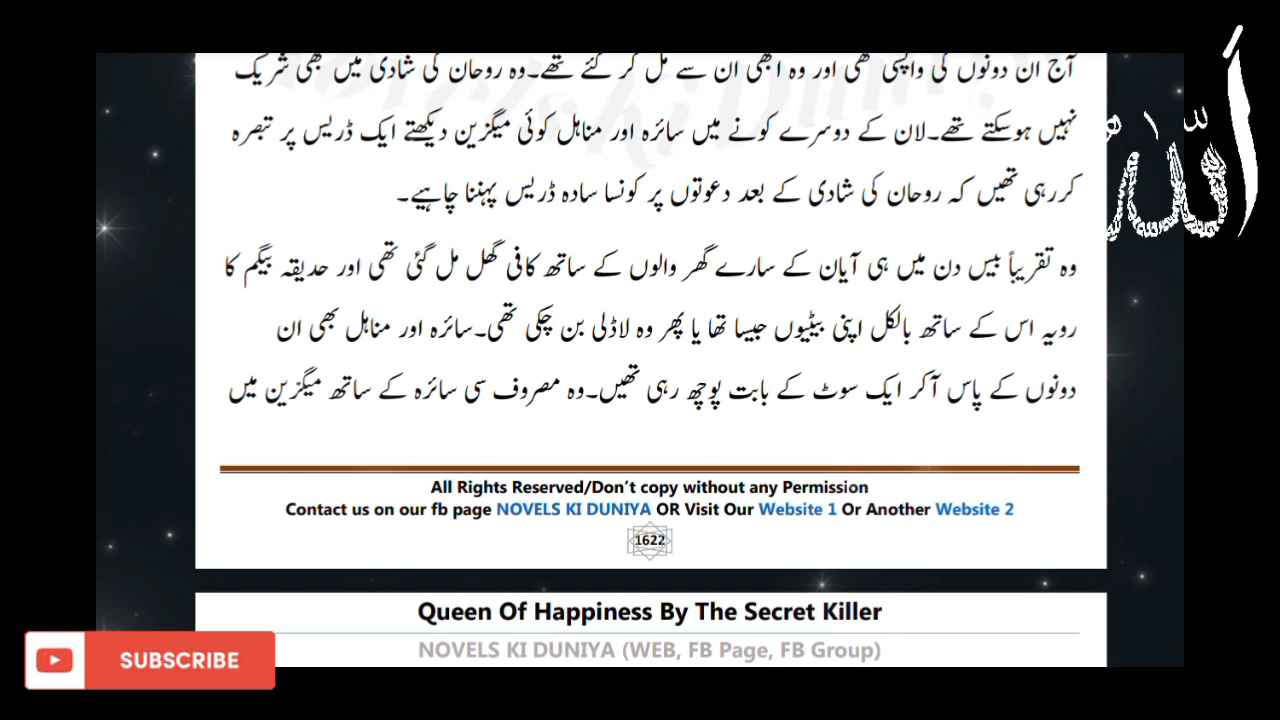 آج ان دونوں کی واپسی تھی اور وہ ابھی ان سے مل کر گئے تھے۔وہ روحان کی شادی میں بھی شریک
نہیں ہوسکتے تھے۔لان کے دوسرے کونے میں سائرہ اور مناہل کوئی میگزین دیکھتے ایک ڈریس پر تبصرہ
کررہی تھیں کہ روحان کی شادی کے بعد دعوتوں پر کونسا سادہ ڈریس پہننا چاہیے۔
وہ تقریباً بیس دن میں ہی آیان کے سارے گھر والوں کے ساتھ کافی گھل مل گئی تھی اور حدیقہ بیگم کا
رویہ اس کے ساتھ بالکل اپنی بیٹیوں جیسا تھا یا پھر وہ لاڈلی بن چکی تھی۔سائرہ اور مناہل بھی ان
دونوں کے پاس آکر ایک سوٹ کے بابت پوچھ رہی تھیں۔وہ مصروف سی سائرہ کے ساتھ میگزین میں
All Rights Reserved/Don't copy without any Permission
Contact us on our fb page NOVELS KI DUNIYA OR Visit Our Website 1 Or Another Website 2
1622
Queen Of Happiness By The Secret Killer
NOVELS KI DUNIYA (WEB, FB Page, FB Group)
SUBSCRIBE
الله